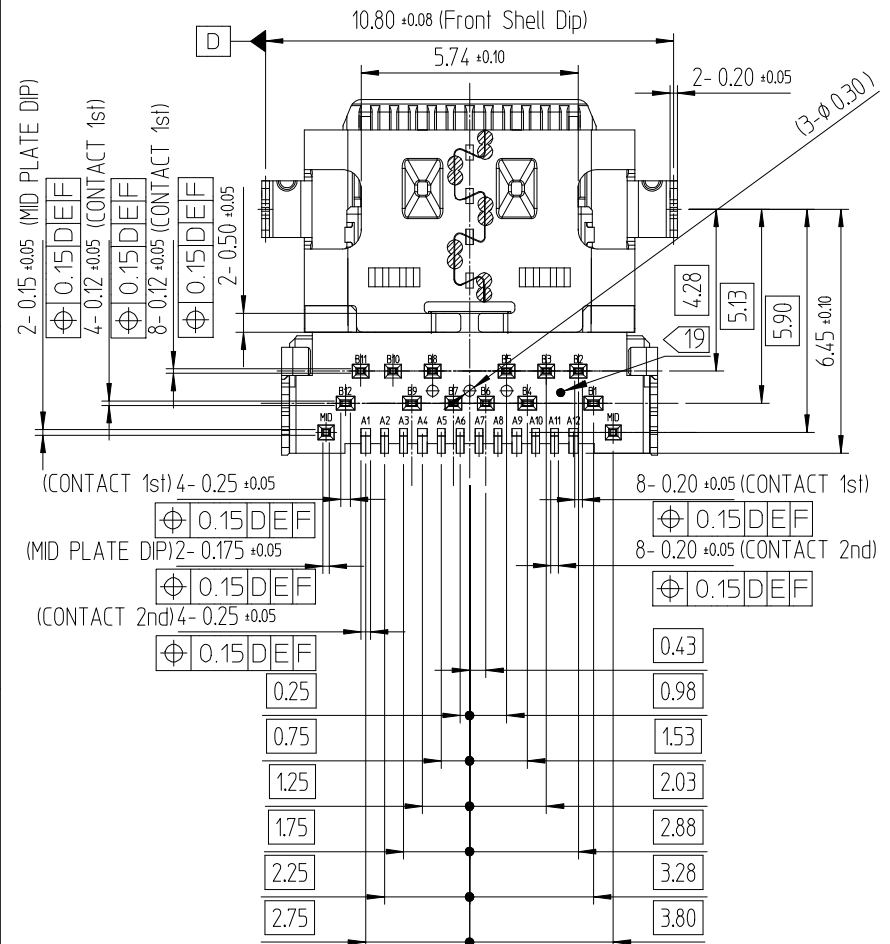 10.80 ±0.08 (Front Shell Dip)
D
5.74 ±0.10
2- 0.20 ±0.05
(3-⌀ 0.30)
2- 0.15 ±0.05 (MID PLATE DIP)
⌖ 0.15 D E F
4- 0.12 ±0.05 (CONTACT 1st)
⌖ 0.15 D E F
8- 0.12 ±0.05 (CONTACT 1st)
⌖ 0.15 D E F
2- 0.50 ±0.05
4.28
5.13
5.90
6.45 ±0.10
19
B11 B10 B8 B5 B3 B2
B12 B9 B7 B6 B4 B1
MID A1 A2 A3 A4 A5 A6 A7 A8 A9 A10 A11 A12 MID
(CONTACT 1st) 4- 0.25 ±0.05
⌖ 0.15 D E F
8- 0.20 ±0.05 (CONTACT 1st)
⌖ 0.15 D E F
(MID PLATE DIP) 2- 0.175 ±0.05
⌖ 0.15 D E F
8- 0.20 ±0.05 (CONTACT 2nd)
⌖ 0.15 D E F
(CONTACT 2nd) 4- 0.25 ±0.05
⌖ 0.15 D E F
0.43
0.25
0.98
0.75
1.53
1.25
2.03
1.75
2.88
2.25
3.28
2.75
3.80